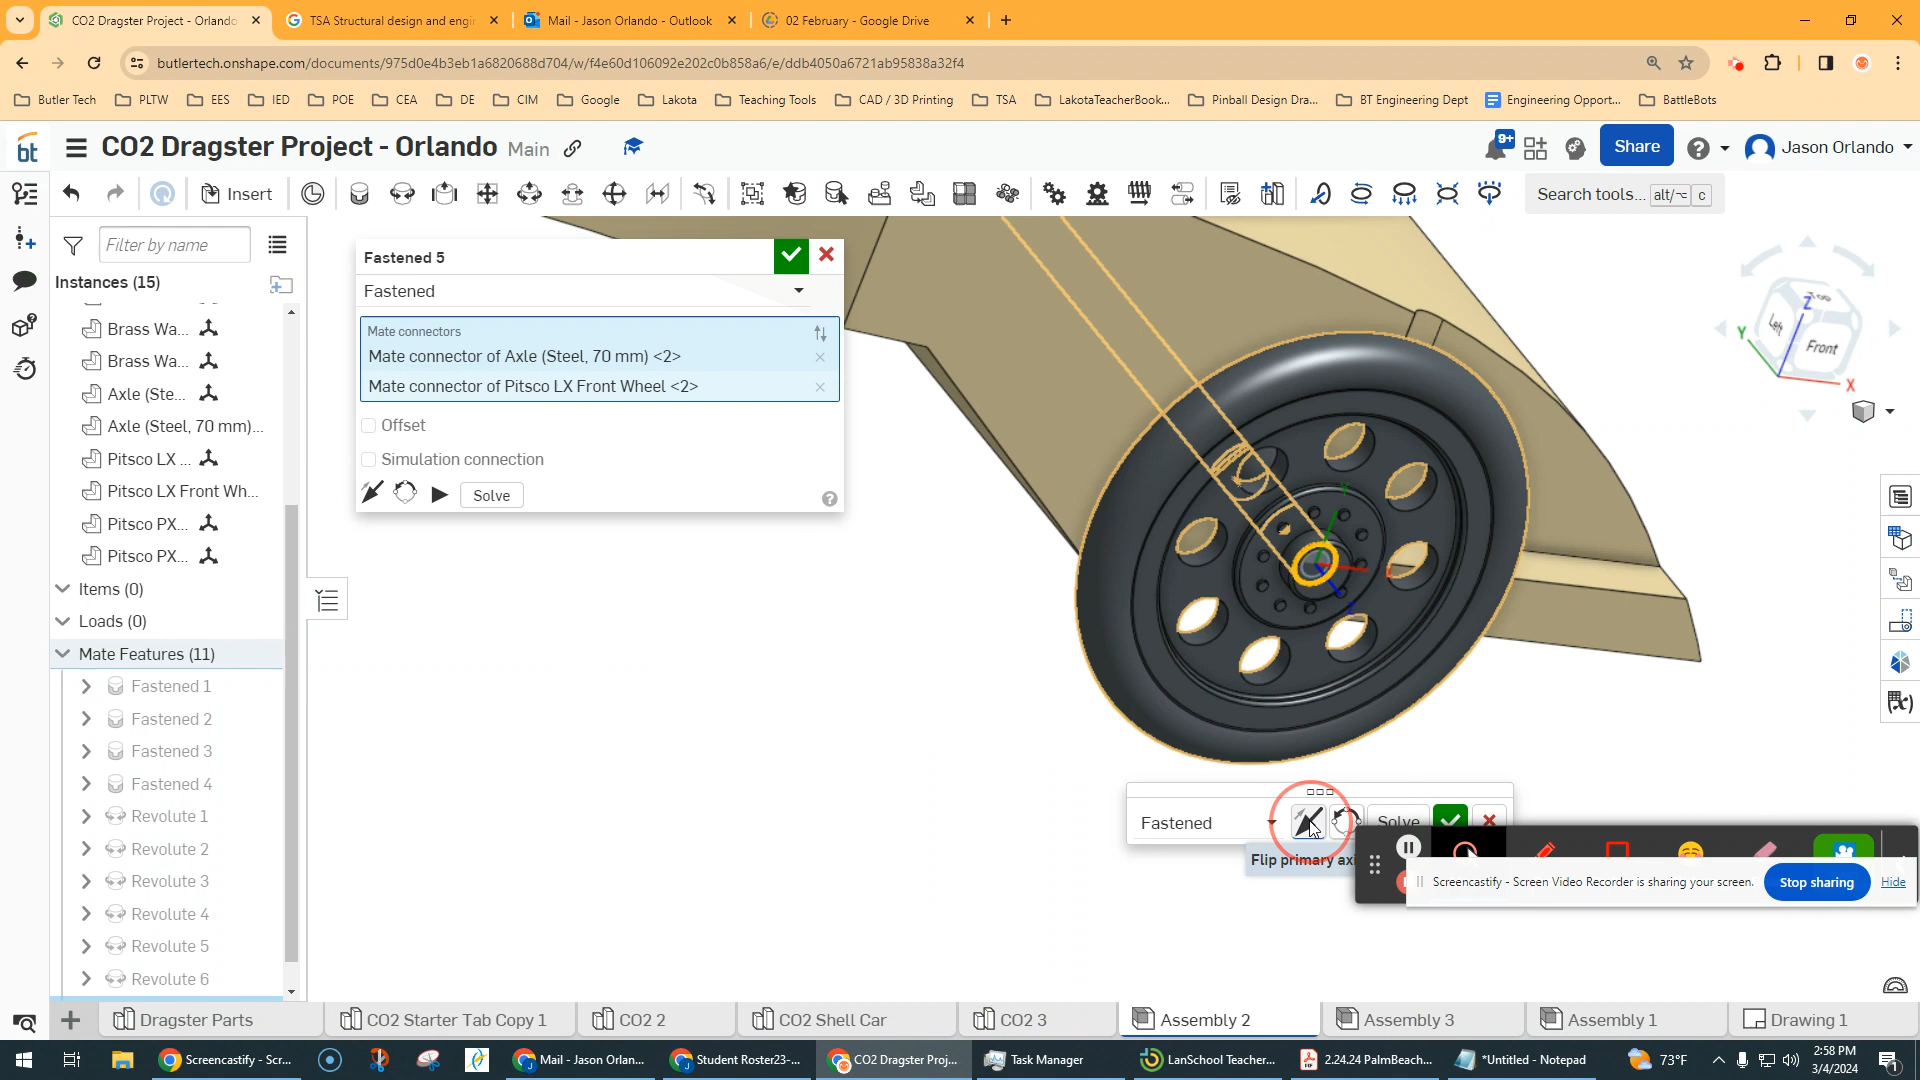 CO2 Dragster Project - Orlando
TSA Structural design and engin
Mail - Jason Orlando - Outlook
02 February - Google Drive
butlertech.onshape.com/documents/975d0e4b3eb1a6820688d704/w/f4e60d106092e202c0b858a6/e/ddb4050a6721ab95838a32f4
Butler Tech
PLTW
EES
IED
POE
CEA
DE
CIM
Google
Lakota
Teaching Tools
CAD / 3D Printing
TSA
LakotaTeacherBook...
Pinball Design Dra...
BT Engineering Dept
Engineering Opport...
BattleBots
bt
CO2 Dragster Project - Orlando
Main
9+
Share
Jason Orlando
Insert
Search tools... alt/⌥ c
Filter by name
Instances (15)
Brass Wa...
Brass Wa...
Axle (Ste...
Axle (Steel, 70 mm)...
Pitsco LX ...
Pitsco LX Front Wh...
Pitsco PX...
Pitsco PX...
Items (0)
Loads (0)
Mate Features (11)
Fastened 1
Fastened 2
Fastened 3
Fastened 4
Revolute 1
Revolute 2
Revolute 3
Revolute 4
Revolute 5
Revolute 6
Fastened 5
Fastened
Mate connectors
Mate connector of Axle (Steel, 70 mm) <2>
Mate connector of Pitsco LX Front Wheel <2>
Offset
Simulation connection
Solve
Top
Left
Front
Z
Y
X
Fastened
Solve
Flip primary axi
Screencastify - Screen Video Recorder is sharing your screen.
Stop sharing
Hide
Dragster Parts
CO2 Starter Tab Copy 1
CO2 2
CO2 Shell Car
CO2 3
Assembly 2
Assembly 3
Assembly 1
Drawing 1
Screencastify - Scr...
Mail - Jason Orlan...
Student Roster23-...
CO2 Dragster Proj...
Task Manager
LanSchool Teacher...
2.24.24 PalmBeach...
*Untitled - Notepad
73°F
2:58 PM
3/4/2024